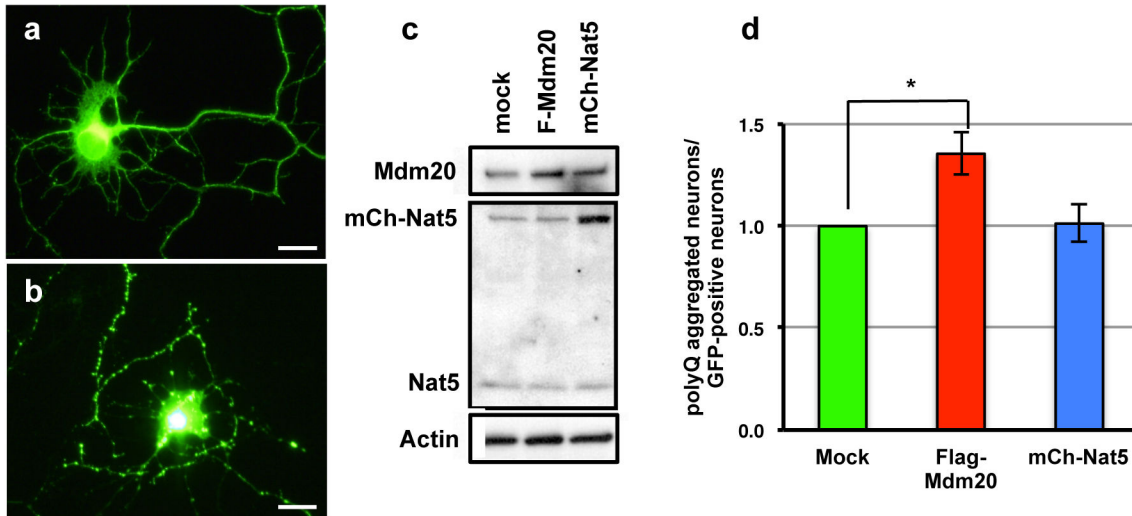 a
b
c
mock
F-Mdm20
mCh-Nat5
Mdm20
mCh-Nat5
Nat5
Actin
d
*
polyQ aggregated neurons/
GFP-positive neurons
1.5
1.0
0.5
0.0
Mock
Flag-
Mdm20
mCh-Nat5